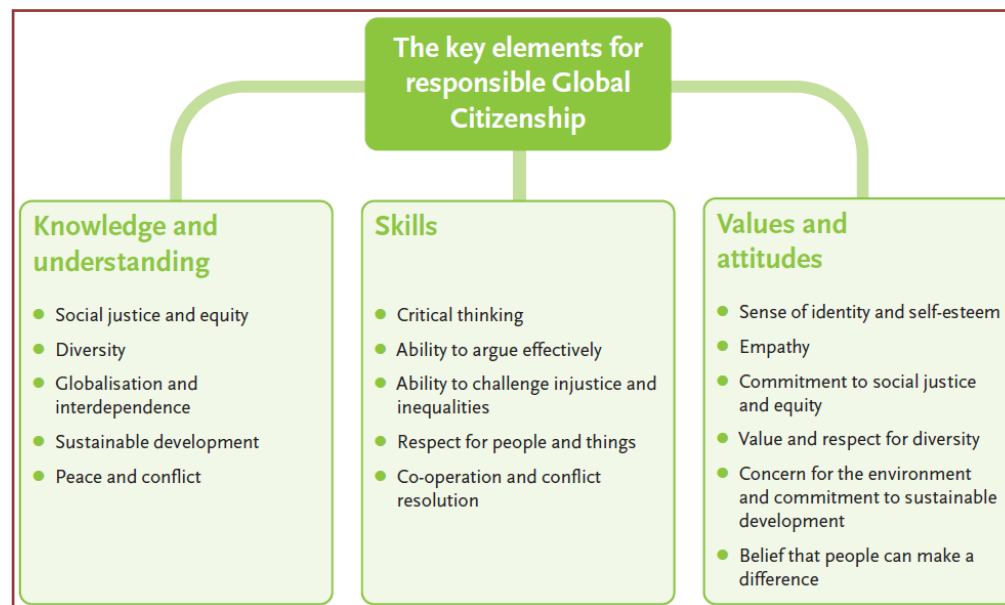 The key elements for
responsible Global
Citizenship
Knowledge and
understanding
● Social justice and equity
● Diversity
● Globalisation and
interdependence
● Sustainable development
● Peace and conflict
Skills
● Critical thinking
● Ability to argue effectively
● Ability to challenge injustice and
inequalities
● Respect for people and things
● Co-operation and conflict
resolution
Values and
attitudes
● Sense of identity and self-esteem
● Empathy
● Commitment to social justice
and equity
● Value and respect for diversity
● Concern for the environment
and commitment to sustainable
development
● Belief that people can make a
difference